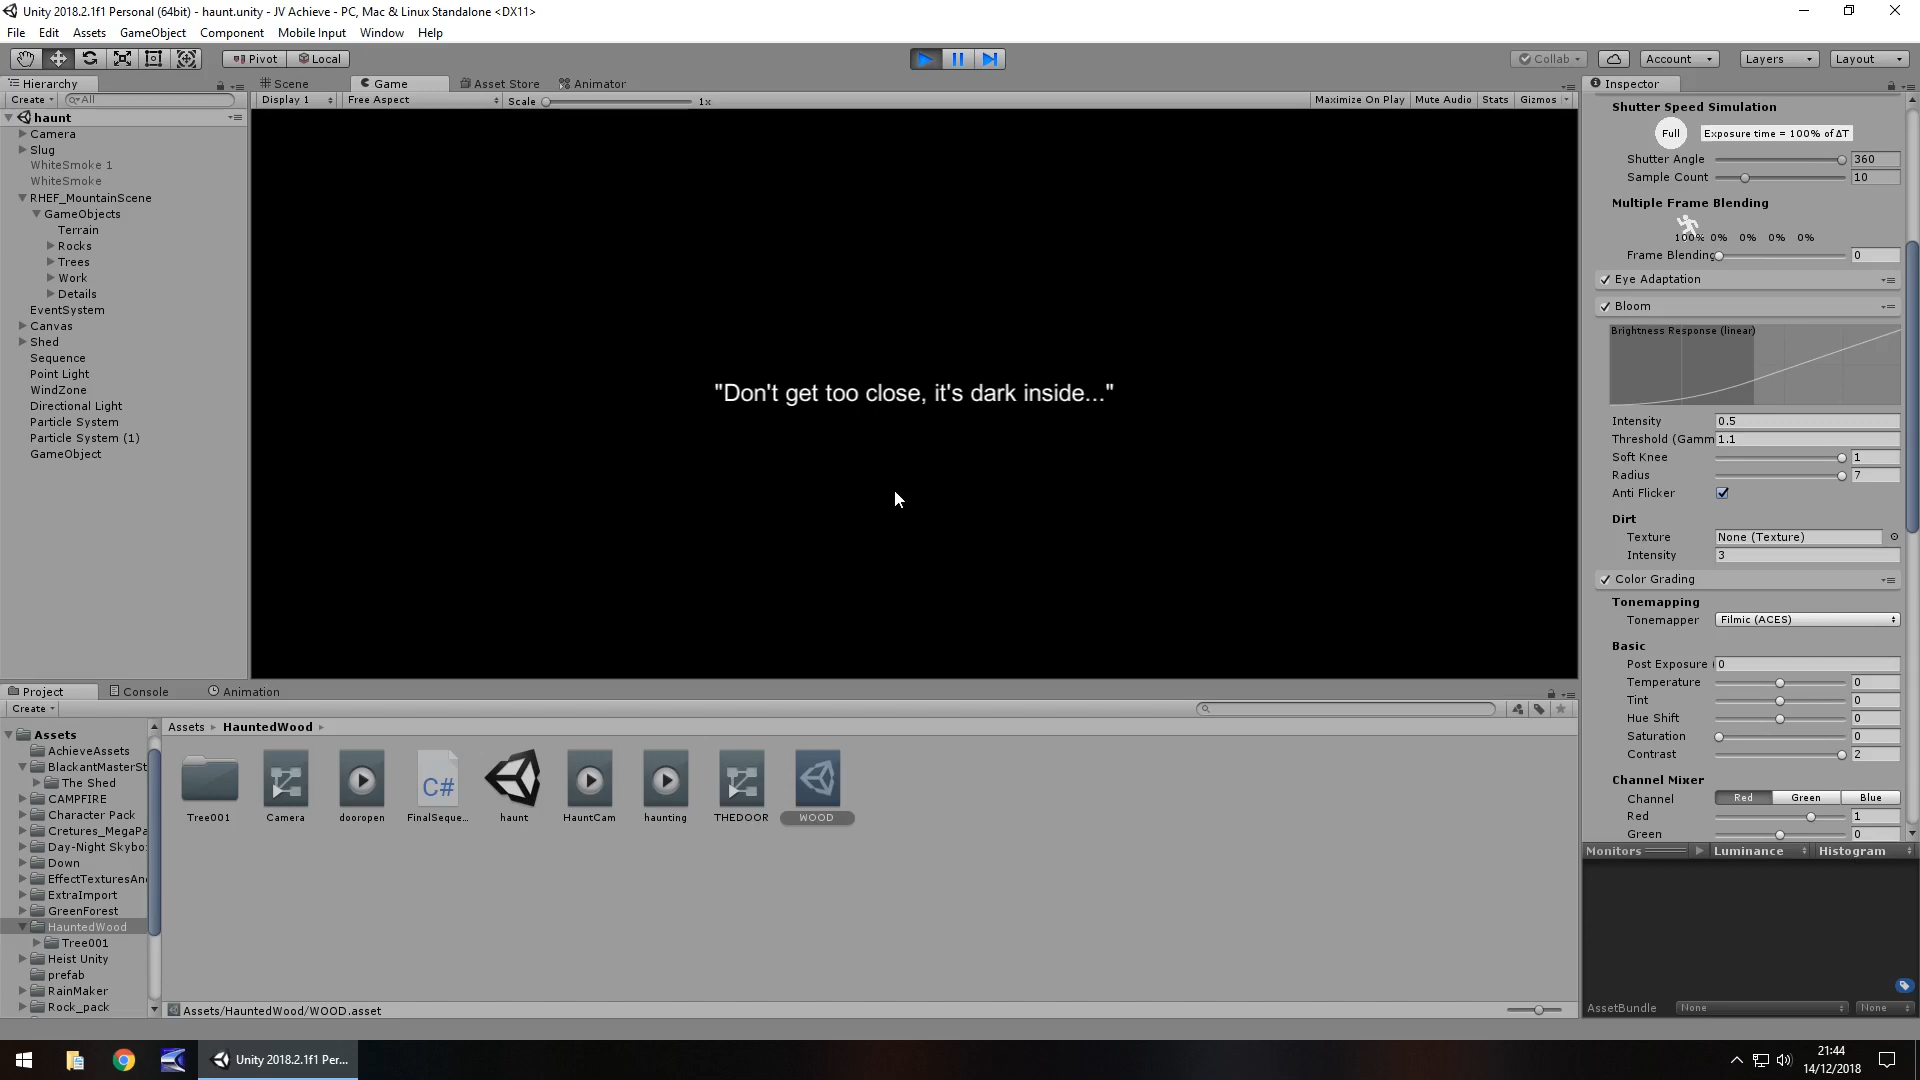 Unity 2018.2.1f1 Personal (64bit) - haunt.unity - JV Achieve - PC, Mac & Linux Standalone <DX11>
File Edit Assets GameObject Component Mobile Input Window Help
Pivot Local Collab Account Layers Layout
Hierarchy
Create All
haunt
Camera
Slug
WhiteSmoke 1
WhiteSmoke
RHEF_MountainScene
GameObjects
Terrain
Rocks
Trees
Work
Details
EventSystem
Canvas
Shed
Sequence
Point Light
WindZone
Directional Light
Particle System
Particle System (1)
GameObject
Scene Game Asset Store Animator
Display 1 Free Aspect Scale 1x Maximize On Play Mute Audio Stats Gizmos
"Don't get too close, it's dark inside..."
Inspector
Shutter Speed Simulation
Full Exposure time = 100% of ΔT
Shutter Angle 360
Sample Count 10
Multiple Frame Blending
100% 0% 0% 0% 0%
Frame Blending 0
Eye Adaptation
Bloom
Brightness Response (linear)
Intensity 0.5
Threshold (Gamm 1.1
Soft Knee 1
Radius 7
Anti Flicker
Dirt
Texture None (Texture)
Intensity 3
Color Grading
Tonemapping
Tonemapper Filmic (ACES)
Basic
Post Exposure ( 0
Temperature 0
Tint 0
Hue Shift 0
Saturation 0
Contrast 2
Channel Mixer
Channel Red Green Blue
Red 1
Green 0
Monitors Luminance Histogram
AssetBundle None None
Project Console Animation
Create
Assets
AchieveAssets
BlackantMasterSt
The Shed
CAMPFIRE
Character Pack
Cretures_MegaPa
Day-Night Skybo
Down
EffectTexturesAn
ExtraImport
GreenForest
HauntedWood
Tree001
Heist Unity
prefab
RainMaker
Rock_pack
Assets HauntedWood
Tree001 Camera dooropen FinalSeque... haunt HauntCam haunting THEDOOR WOOD
C#
Assets/HauntedWood/WOOD.asset
Unity 2018.2.1f1 Per...
21:44
14/12/2018